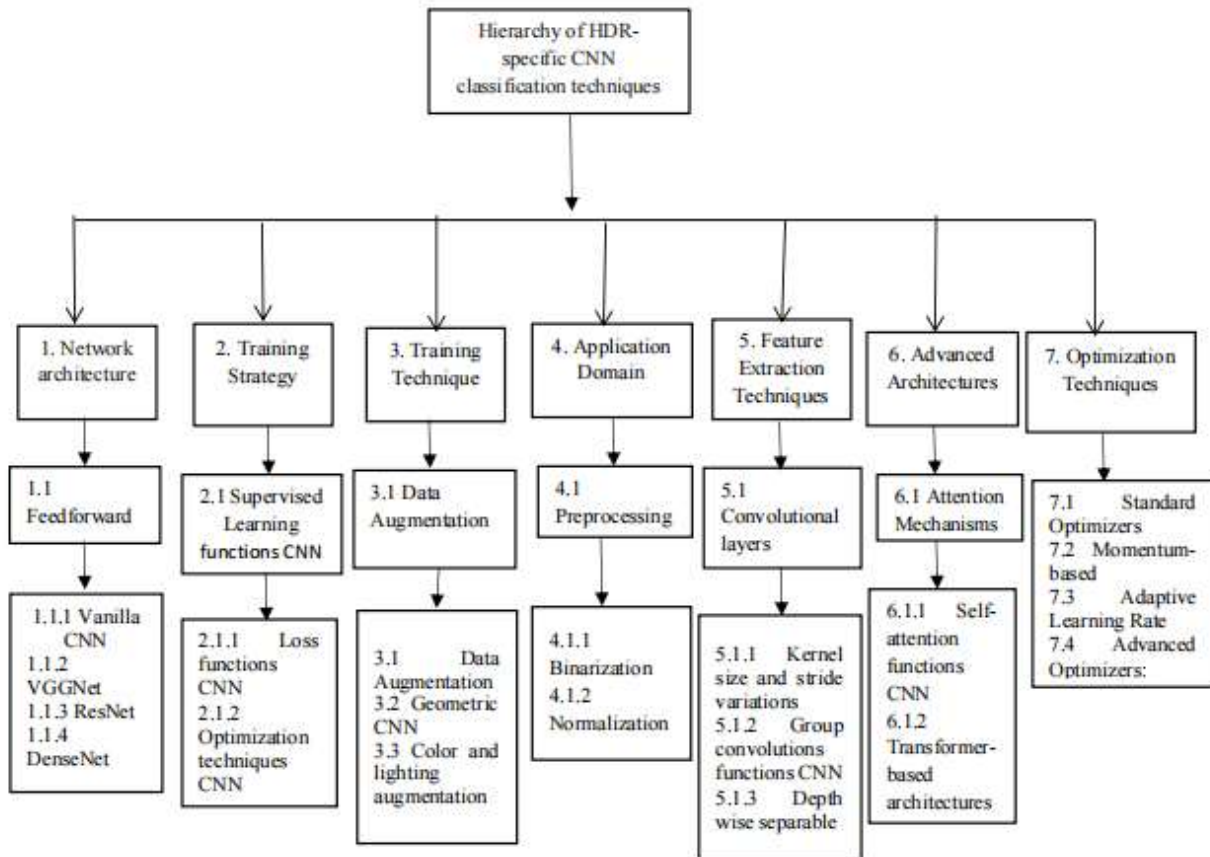 Hierarchy of HDR-
specific CNN
classification techniques
1. Network
architecture
2. Training
Strategy
3. Training
Technique
4. Application
Domain
5. Feature
Extraction
Techniques
6. Advanced
Architectures
7. Optimization
Techniques
1.1
Feedforward
2.1 Supervised
Learning
functions CNN
3.1 Data
Augmentation
4.1
Preprocessing
5.1
Convolutional
layers
6.1 Attention
Mechanisms
7.1 Standard
Optimizers
7.2 Momentum-
based
7.3 Adaptive
Learning Rate
7.4 Advanced
Optimizers:
1.1.1 Vanilla
CNN
1.1.2
VGGNet
1.1.3 ResNet
1.1.4
DenseNet
2.1.1 Loss
functions
CNN
2.1.2
Optimization
techniques
CNN
3.1 Data
Augmentation
3.2 Geometric
CNN
3.3 Color and
lighting
augmentation
4.1.1
Binarization
4.1.2
Normalization
5.1.1 Kernel
size and stride
variations
5.1.2 Group
convolutions
functions CNN
5.1.3 Depth
wise separable
6.1.1 Self-
attention
functions
CNN
6.1.2
Transformer-
based
architectures